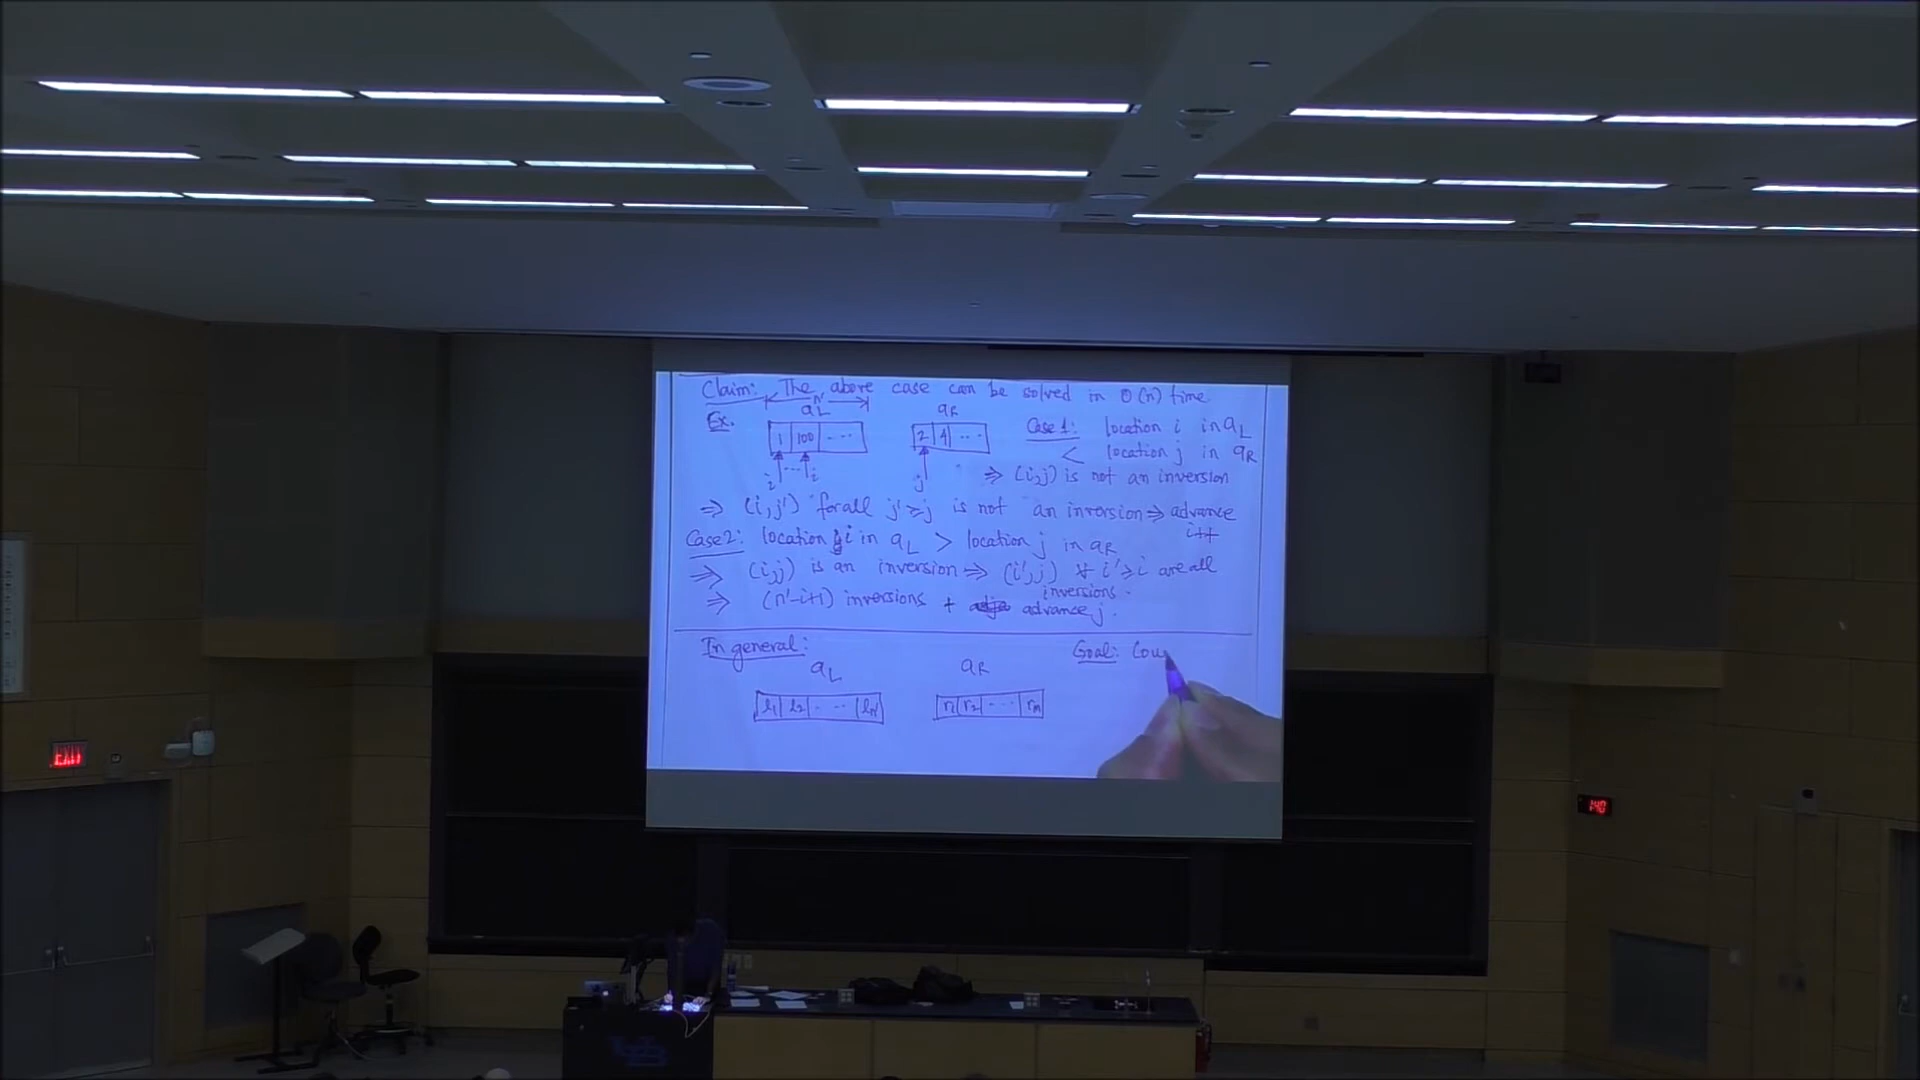 Claim: The above case can be solved in O(n) time.
n'
Ex. a_L a_R
1 100 ... 2 4 ...
i ... i j
Case 1: location i in a_L
< location j in a_R
⇒ (i,j) is not an inversion
⇒ (i,j') for all j' ≥ j is not an inversion ⇒ advance
i++
Case 2: location i in a_L > location j in a_R
⇒ (i,j) is an inversion ⇒ (i',j) ∀ i' ≥ i are all
inversions.
⇒ (n'-i+1) inversions + advance j.
In general: Goal: Cou
a_L a_R
l1 l2 ... ln' r1 r2 ... rm
EXIT
UB